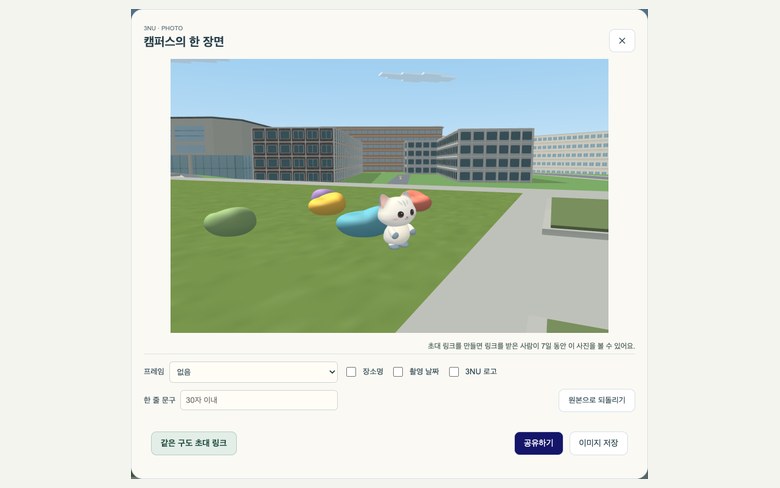 3NU · PHOTO
캠퍼스의 한 장면
초대 링크를 만들면 링크를 받은 사람이 7일 동안 이 사진을 볼 수 있어요.
프레임 없음 장소명 촬영 날짜 3NU 로고
한 줄 문구 30자 이내 원본으로 되돌리기
같은 구도 초대 링크 공유하기 이미지 저장